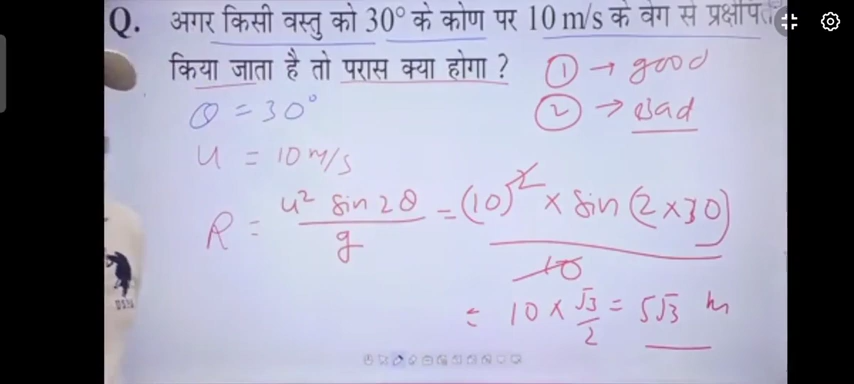 Q. अगर किसी वस्तु को 30° के कोण पर 10 m/s के वेग से प्रक्षेपित
किया जाता है तो परास क्या होगा ? ① → good
θ = 30° ② → Bad
u = 10 m/s
R = u² sin 2θ / g = (10)² × sin (2 × 30) / 10
= 10 × √3/2 = 5√3 m